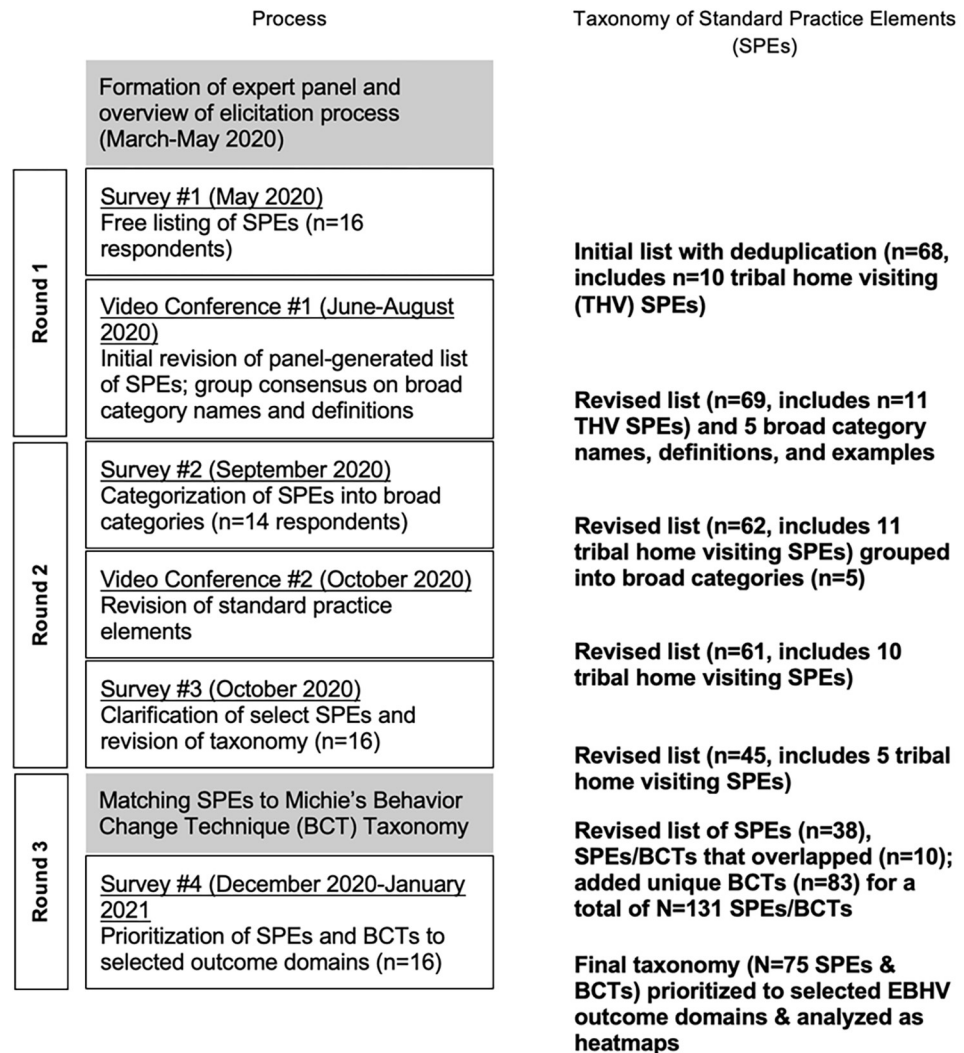 Process
Taxonomy of Standard Practice Elements
(SPEs)
Formation of expert panel and
overview of elicitation process
(March-May 2020)
Round 1
Survey #1 (May 2020)
Free listing of SPEs (n=16
respondents)
Initial list with deduplication (n=68,
includes n=10 tribal home visiting
(THV) SPEs)
Video Conference #1 (June-August
2020)
Initial revision of panel-generated list
of SPEs; group consensus on broad
category names and definitions
Revised list (n=69, includes n=11
THV SPEs) and 5 broad category
names, definitions, and examples
Round 2
Survey #2 (September 2020)
Categorization of SPEs into broad
categories (n=14 respondents)
Revised list (n=62, includes 11
tribal home visiting SPEs) grouped
into broad categories (n=5)
Video Conference #2 (October 2020)
Revision of standard practice
elements
Revised list (n=61, includes 10
tribal home visiting SPEs)
Survey #3 (October 2020)
Clarification of select SPEs and
revision of taxonomy (n=16)
Revised list (n=45, includes 5 tribal
home visiting SPEs)
Round 3
Matching SPEs to Michie’s Behavior
Change Technique (BCT) Taxonomy
Revised list of SPEs (n=38),
SPEs/BCTs that overlapped (n=10);
added unique BCTs (n=83) for a
total of N=131 SPEs/BCTs
Survey #4 (December 2020-January
2021
Prioritization of SPEs and BCTs to
selected outcome domains (n=16)
Final taxonomy (N=75 SPEs &
BCTs) prioritized to selected EBHV
outcome domains & analyzed as
heatmaps